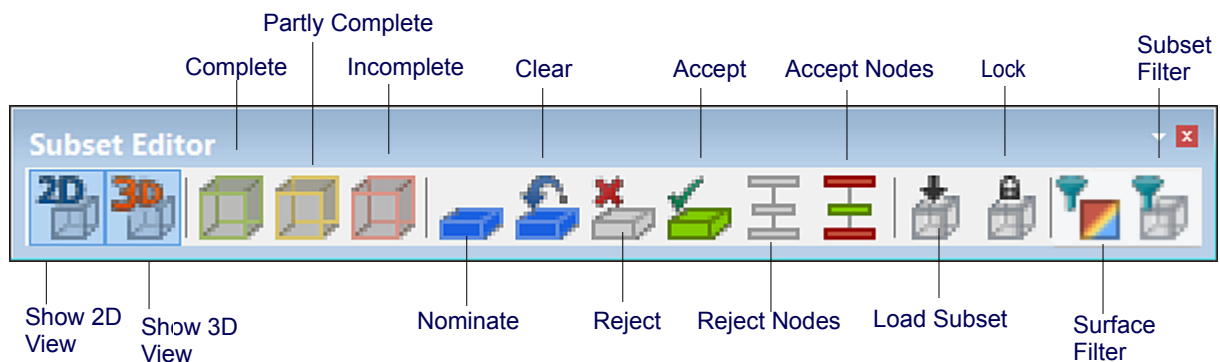 Partly Complete
Complete
Incomplete
Clear
Accept
Accept Nodes
Lock
Subset
Filter
Subset Editor
2D
3D
Show 2D
View
Show 3D
View
Nominate
Reject
Reject Nodes
Load Subset
Surface
Filter